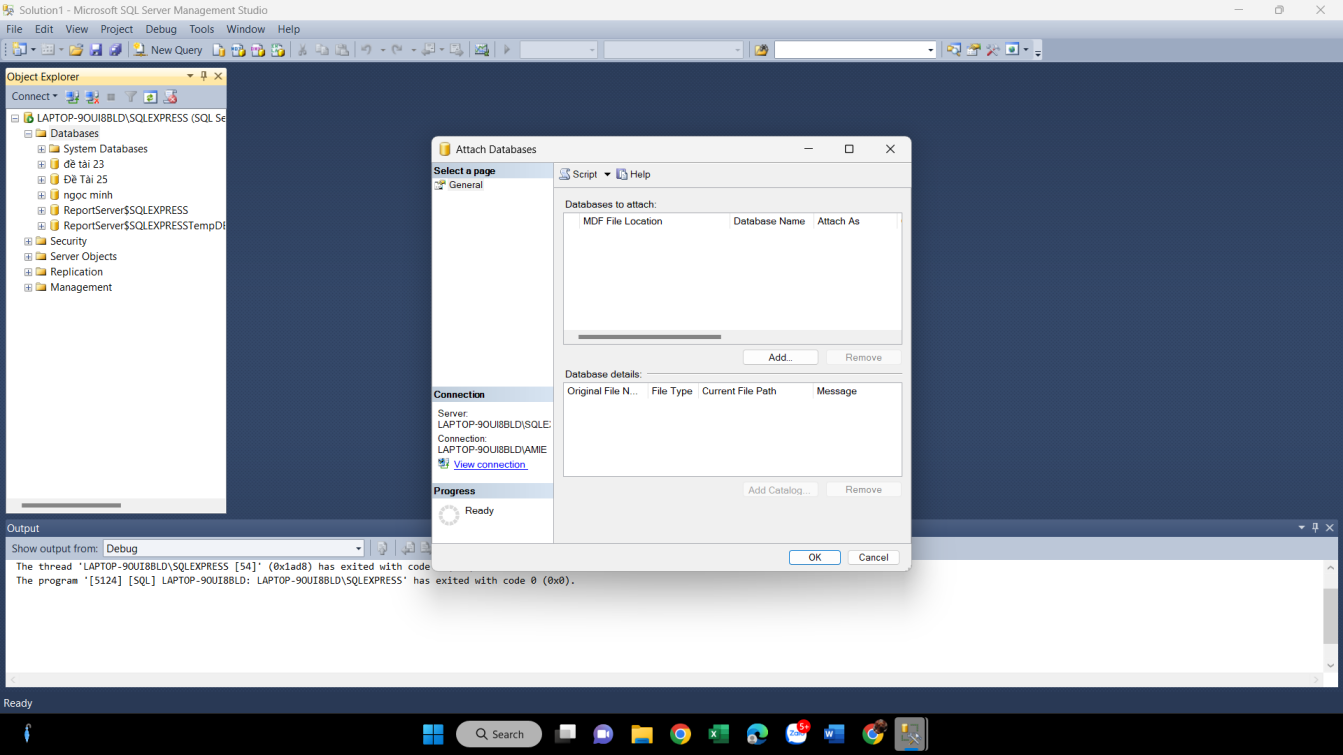 Solution1 - Microsoft SQL Server Management Studio
File Edit View Project Debug Tools Window Help
New Query
Object Explorer
Connect
LAPTOP-9OUI8BLD\SQLEXPRESS (SQL Se
Databases
System Databases
đề tài 23
Đề Tài 25
ngọc minh
ReportServer$SQLEXPRESS
ReportServer$SQLEXPRESSTempDE
Security
Server Objects
Replication
Management
Attach Databases
Select a page
General
Script Help
Databases to attach:
MDF File Location Database Name Attach As
Add... Remove
Database details:
Original File N... File Type Current File Path Message
Add Catalog... Remove
Connection
Server:
LAPTOP-9OUI8BLD\SQLE
Connection:
LAPTOP-9OUI8BLD\AMIE
View connection
Progress
Ready
OK Cancel
Output
Show output from: Debug
The thread 'LAPTOP-9OUI8BLD\SQLEXPRESS [54]' (0x1ad8) has exited with code
The program '[5124] [SQL] LAPTOP-9OUI8BLD: LAPTOP-9OUI8BLD\SQLEXPRESS' has exited with code 0 (0x0).
Ready
Search
5+
Zalo